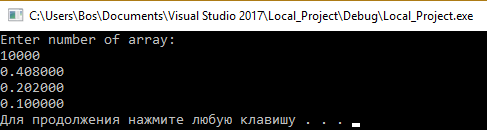 C:\Users\Bos\Documents\Visual Studio 2017\Local_Project\Debug\Local_Project.exe
Enter number of array:
10000
0.408000
0.202000
0.100000
Для продолжения нажмите любую клавишу . . .